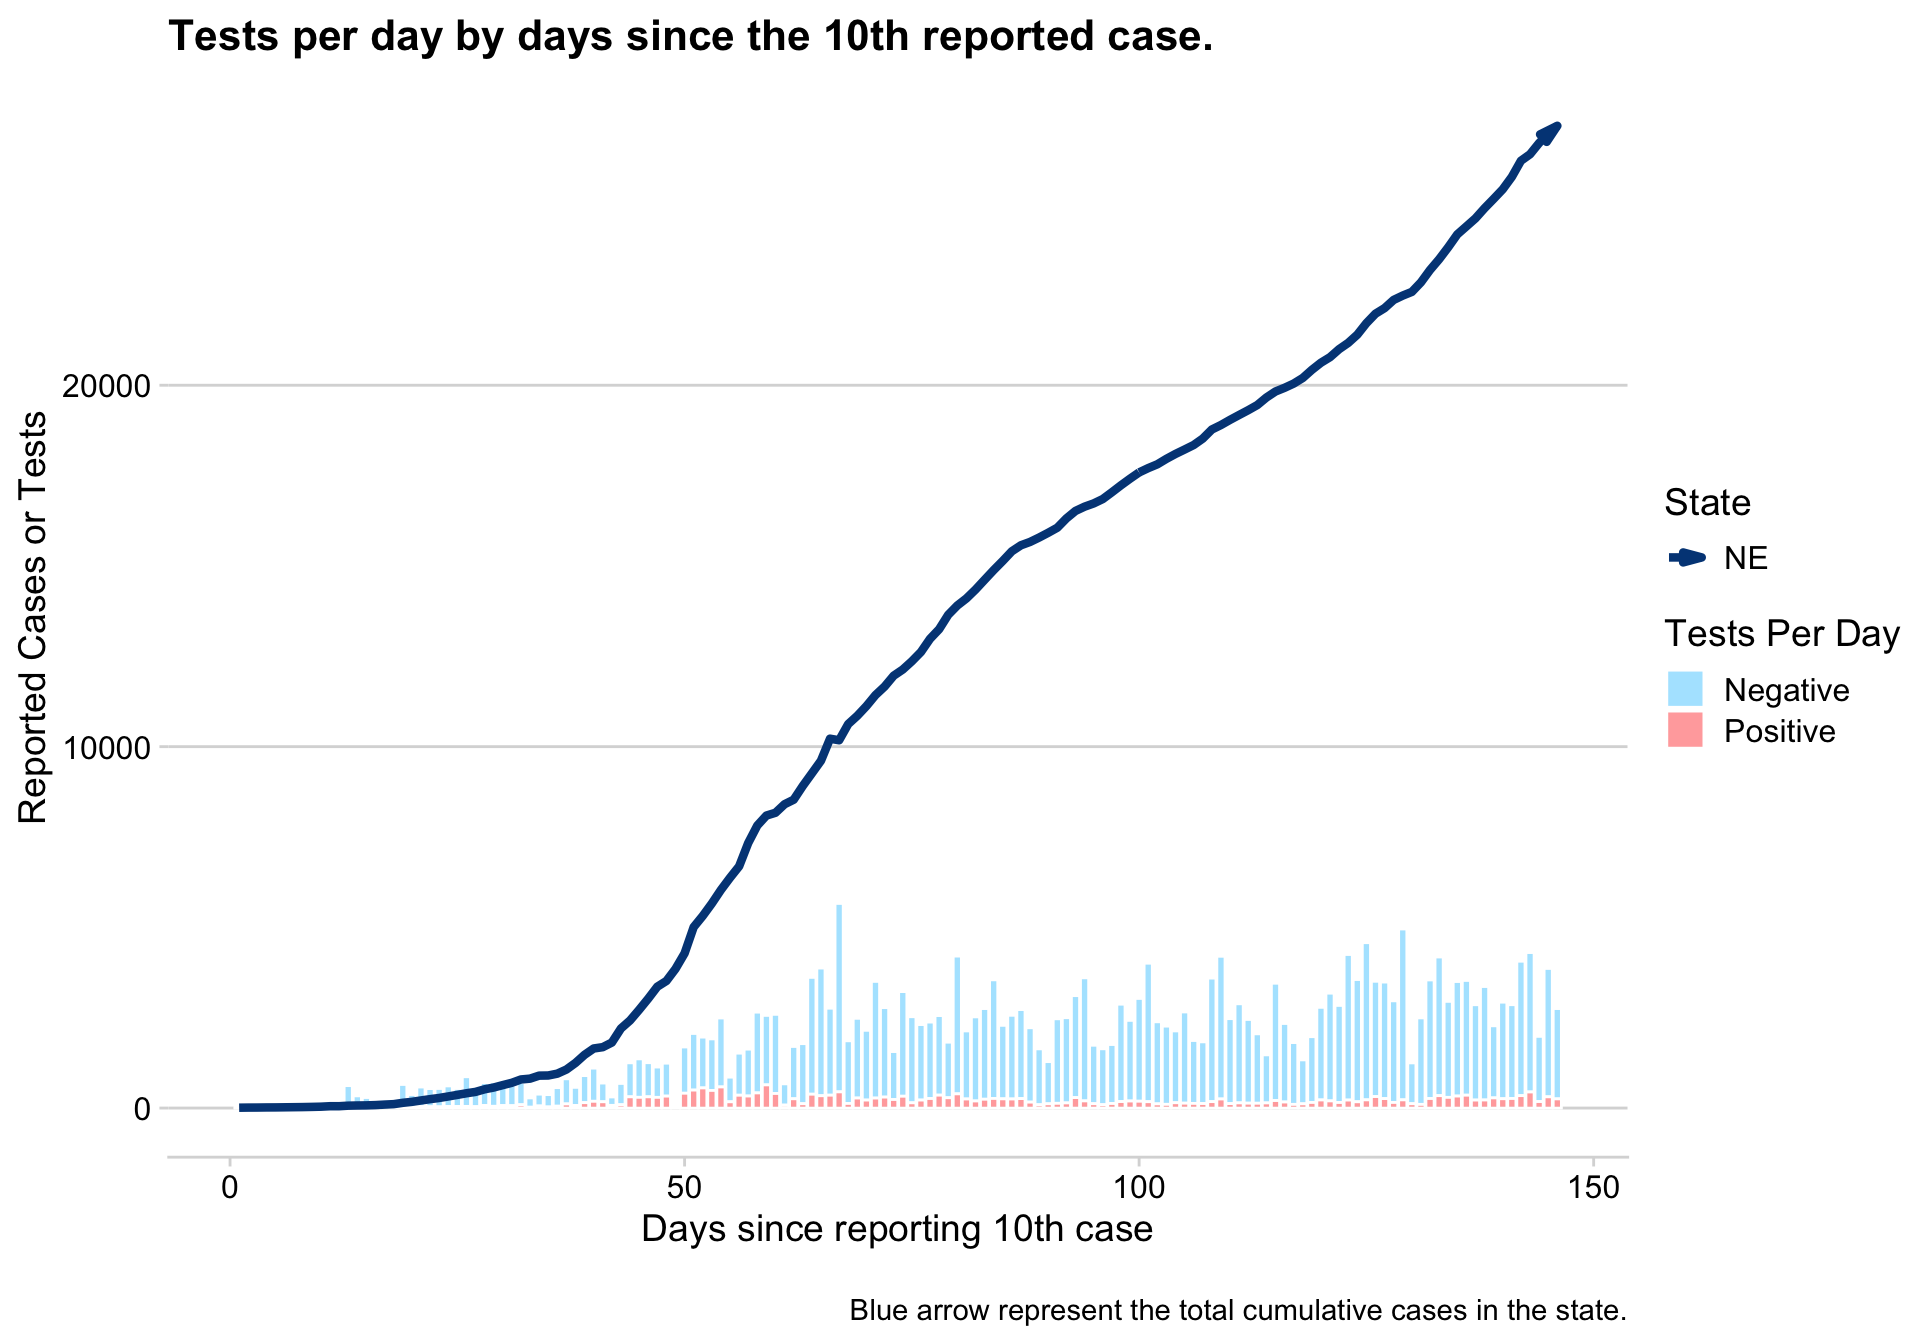 Tests per day by days since the 10th reported case.
Reported Cases or Tests
20000
10000
0
0 50 100 150
Days since reporting 10th case
State
NE
Tests Per Day
Negative
Positive
Blue arrow represent the total cumulative cases in the state.